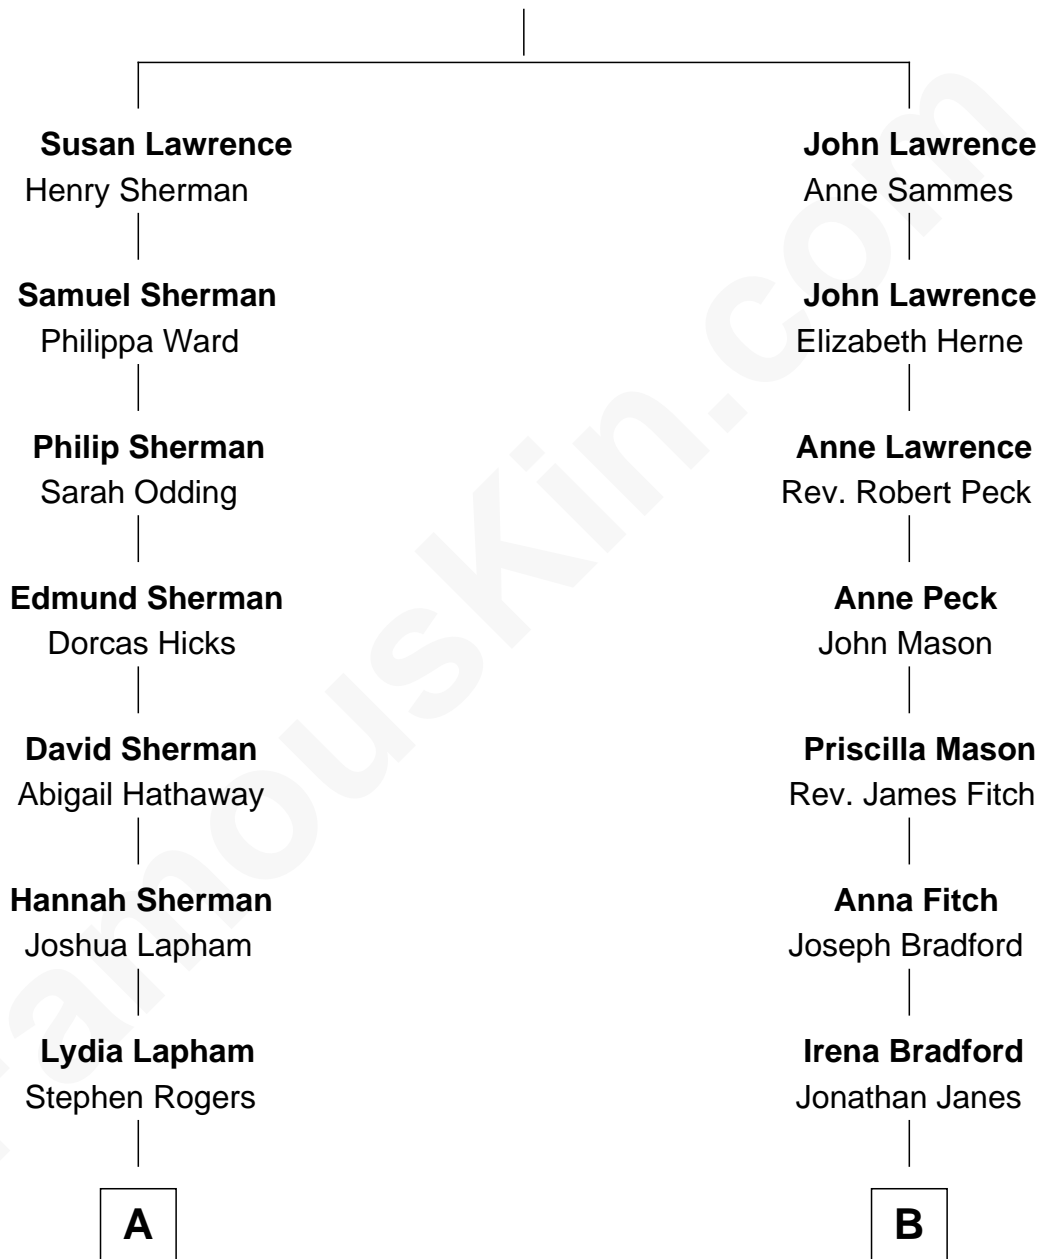 Susan Lawrence
Henry Sherman
John Lawrence
Anne Sammes
Samuel Sherman
Philippa Ward
John Lawrence
Elizabeth Herne
Philip Sherman
Sarah Odding
Anne Lawrence
Rev. Robert Peck
Edmund Sherman
Dorcas Hicks
Anne Peck
John Mason
David Sherman
Abigail Hathaway
Priscilla Mason
Rev. James Fitch
Hannah Sherman
Joshua Lapham
Anna Fitch
Joseph Bradford
Lydia Lapham
Stephen Rogers
Irena Bradford
Jonathan Janes
A
B
FamousKin.com